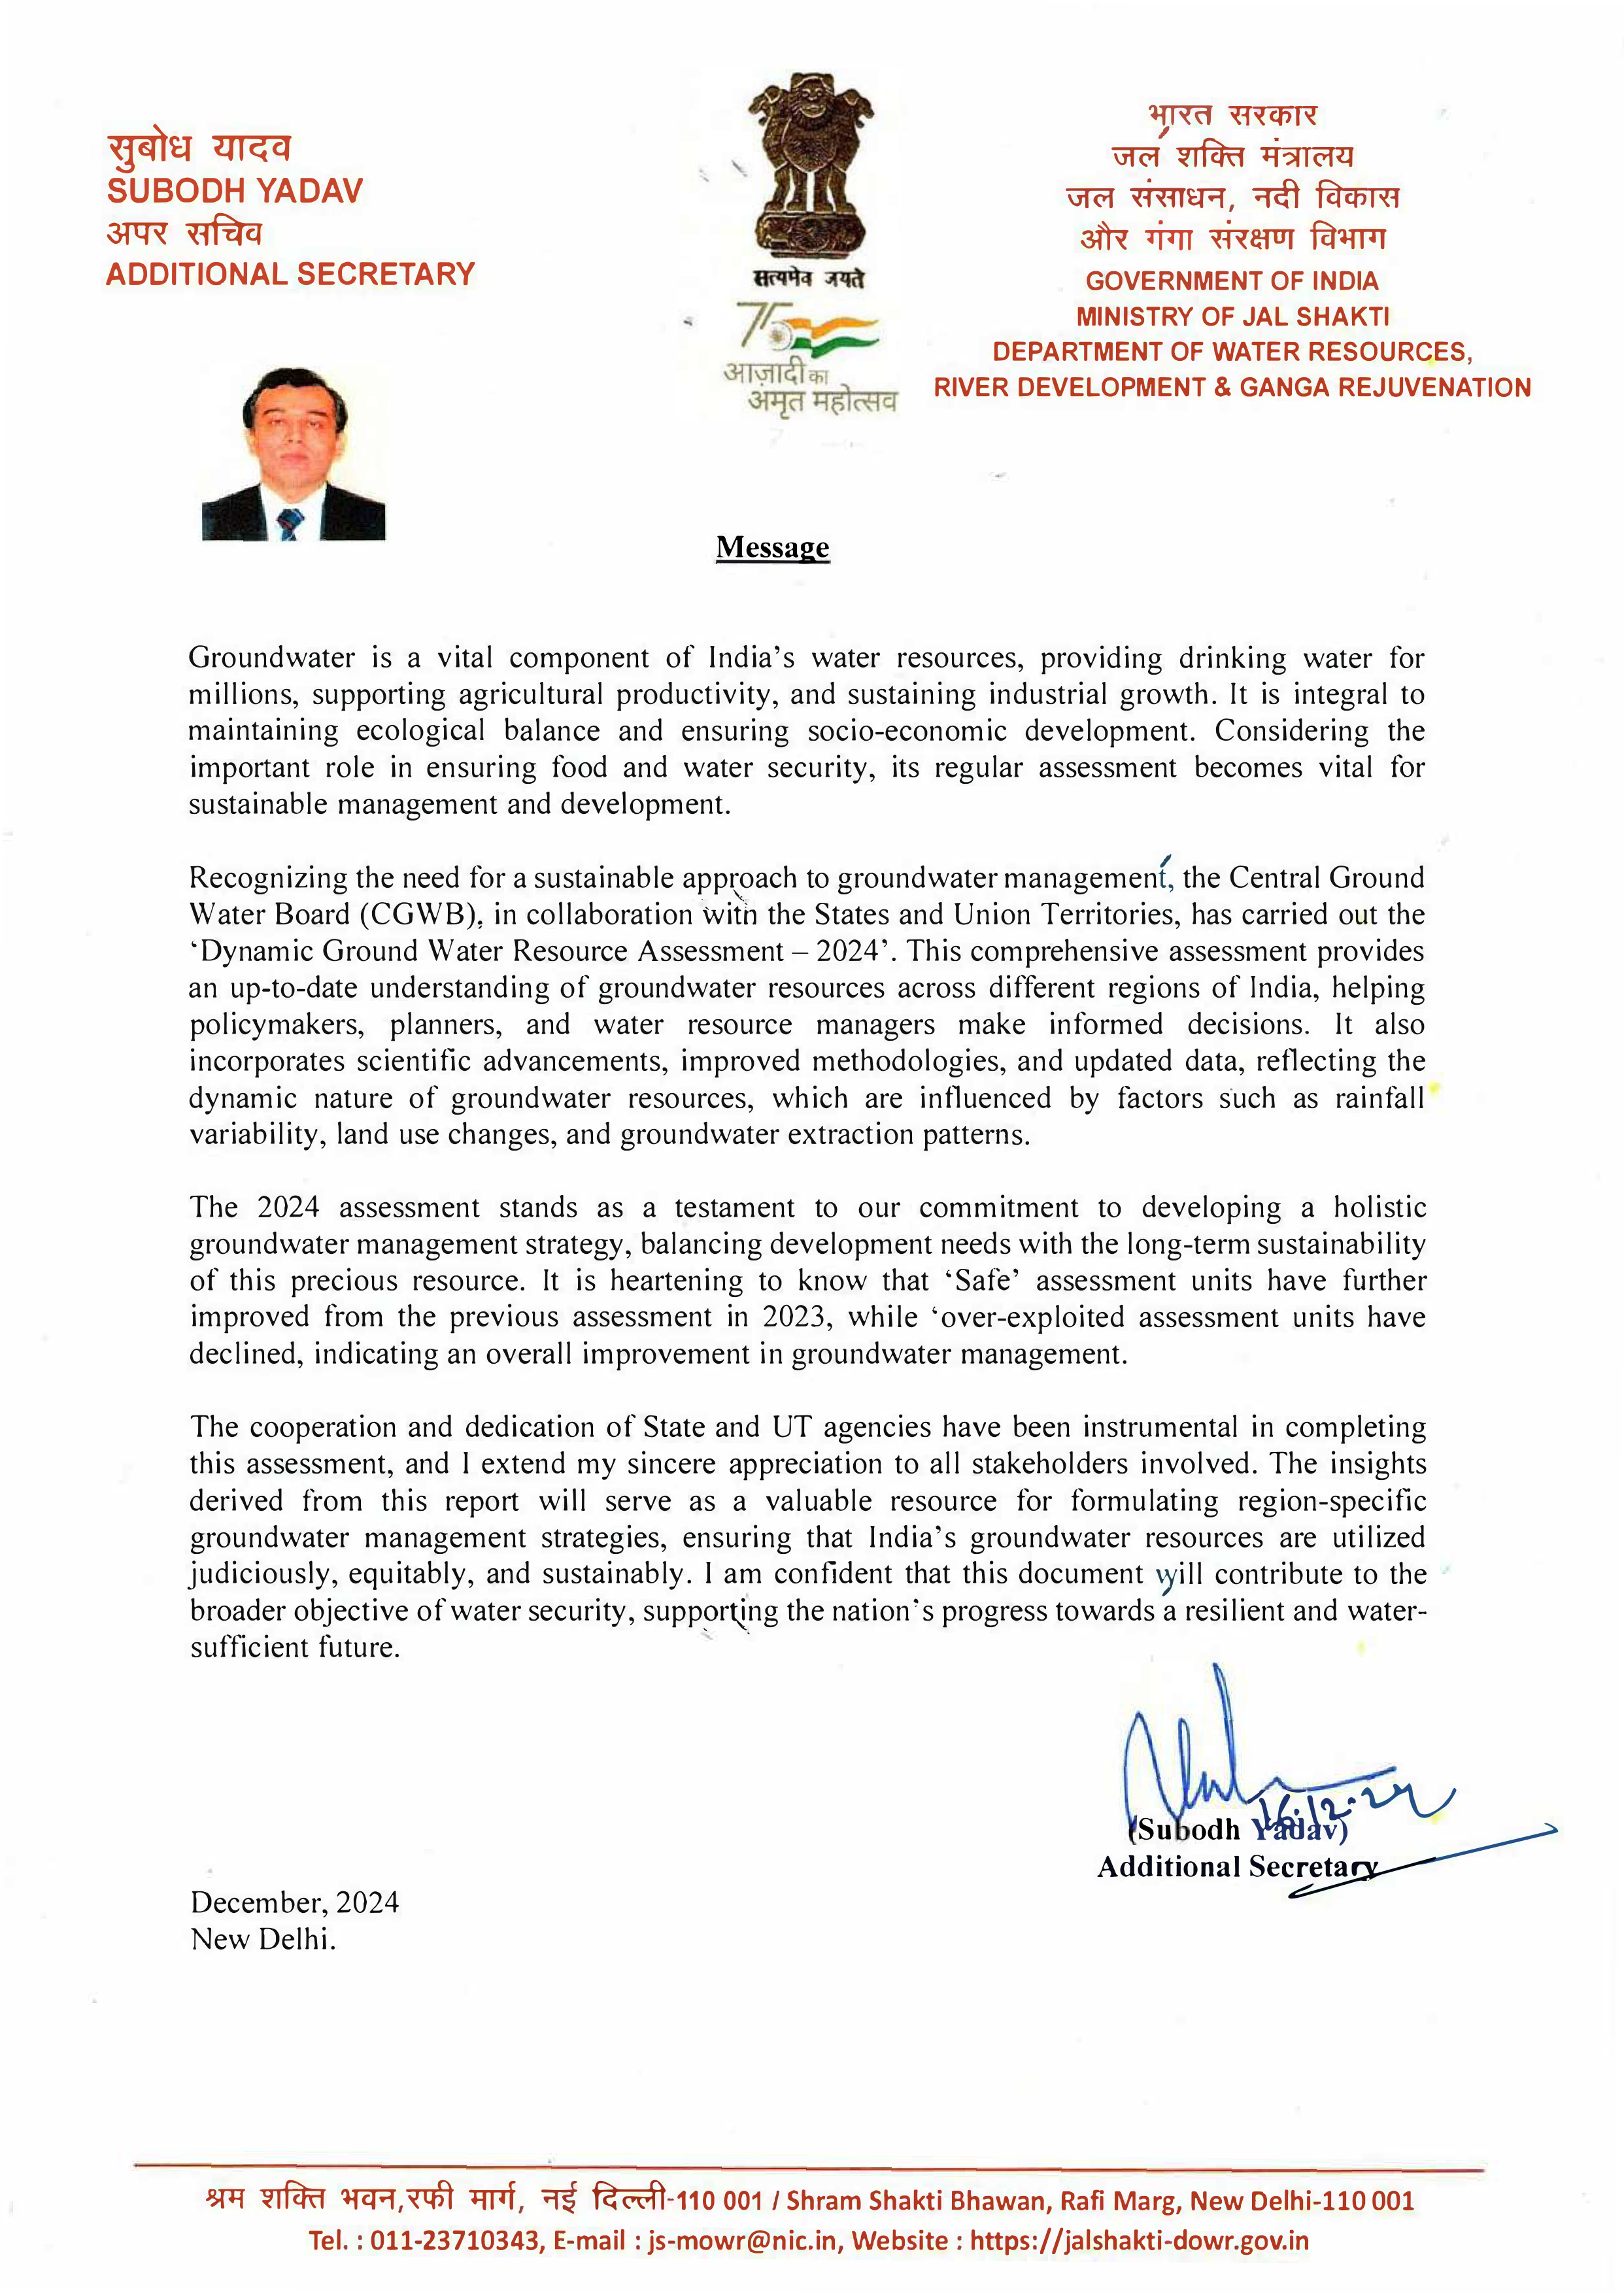 सुबोध यादव
SUBODH YADAV
अपर सचिव
ADDITIONAL SECRETARY
सत्यमेव जयते
75
आज़ादी का
अमृत महोत्सव
भारत सरकार
जल शक्ति मंत्रालय
जल संसाधन, नदी विकास
और गंगा संरक्षण विभाग
GOVERNMENT OF INDIA
MINISTRY OF JAL SHAKTI
DEPARTMENT OF WATER RESOURCES,
RIVER DEVELOPMENT & GANGA REJUVENATION
Message
Groundwater is a vital component of India's water resources, providing drinking water for
millions, supporting agricultural productivity, and sustaining industrial growth. It is integral to
maintaining ecological balance and ensuring socio-economic development. Considering the
important role in ensuring food and water security, its regular assessment becomes vital for
sustainable management and development.
Recognizing the need for a sustainable approach to groundwater management, the Central Ground
Water Board (CGWB), in collaboration with the States and Union Territories, has carried out the
‘Dynamic Ground Water Resource Assessment – 2024’. This comprehensive assessment provides
an up-to-date understanding of groundwater resources across different regions of India, helping
policymakers, planners, and water resource managers make informed decisions. It also
incorporates scientific advancements, improved methodologies, and updated data, reflecting the
dynamic nature of groundwater resources, which are influenced by factors such as rainfall
variability, land use changes, and groundwater extraction patterns.
The 2024 assessment stands as a testament to our commitment to developing a holistic
groundwater management strategy, balancing development needs with the long-term sustainability
of this precious resource. It is heartening to know that ‘Safe’ assessment units have further
improved from the previous assessment in 2023, while ‘over-exploited assessment units have
declined, indicating an overall improvement in groundwater management.
The cooperation and dedication of State and UT agencies have been instrumental in completing
this assessment, and I extend my sincere appreciation to all stakeholders involved. The insights
derived from this report will serve as a valuable resource for formulating region-specific
groundwater management strategies, ensuring that India's groundwater resources are utilized
judiciously, equitably, and sustainably. I am confident that this document will contribute to the
broader objective of water security, supporting the nation's progress towards a resilient and water-
sufficient future.
16.12.24
(Subodh Yadav)
Additional Secretary
December, 2024
New Delhi.
श्रम शक्ति भवन,रफी मार्ग, नई दिल्ली-110 001 / Shram Shakti Bhawan, Rafi Marg, New Delhi-110 001
Tel. : 011-23710343, E-mail : js-mowr@nic.in, Website : https://jalshakti-dowr.gov.in